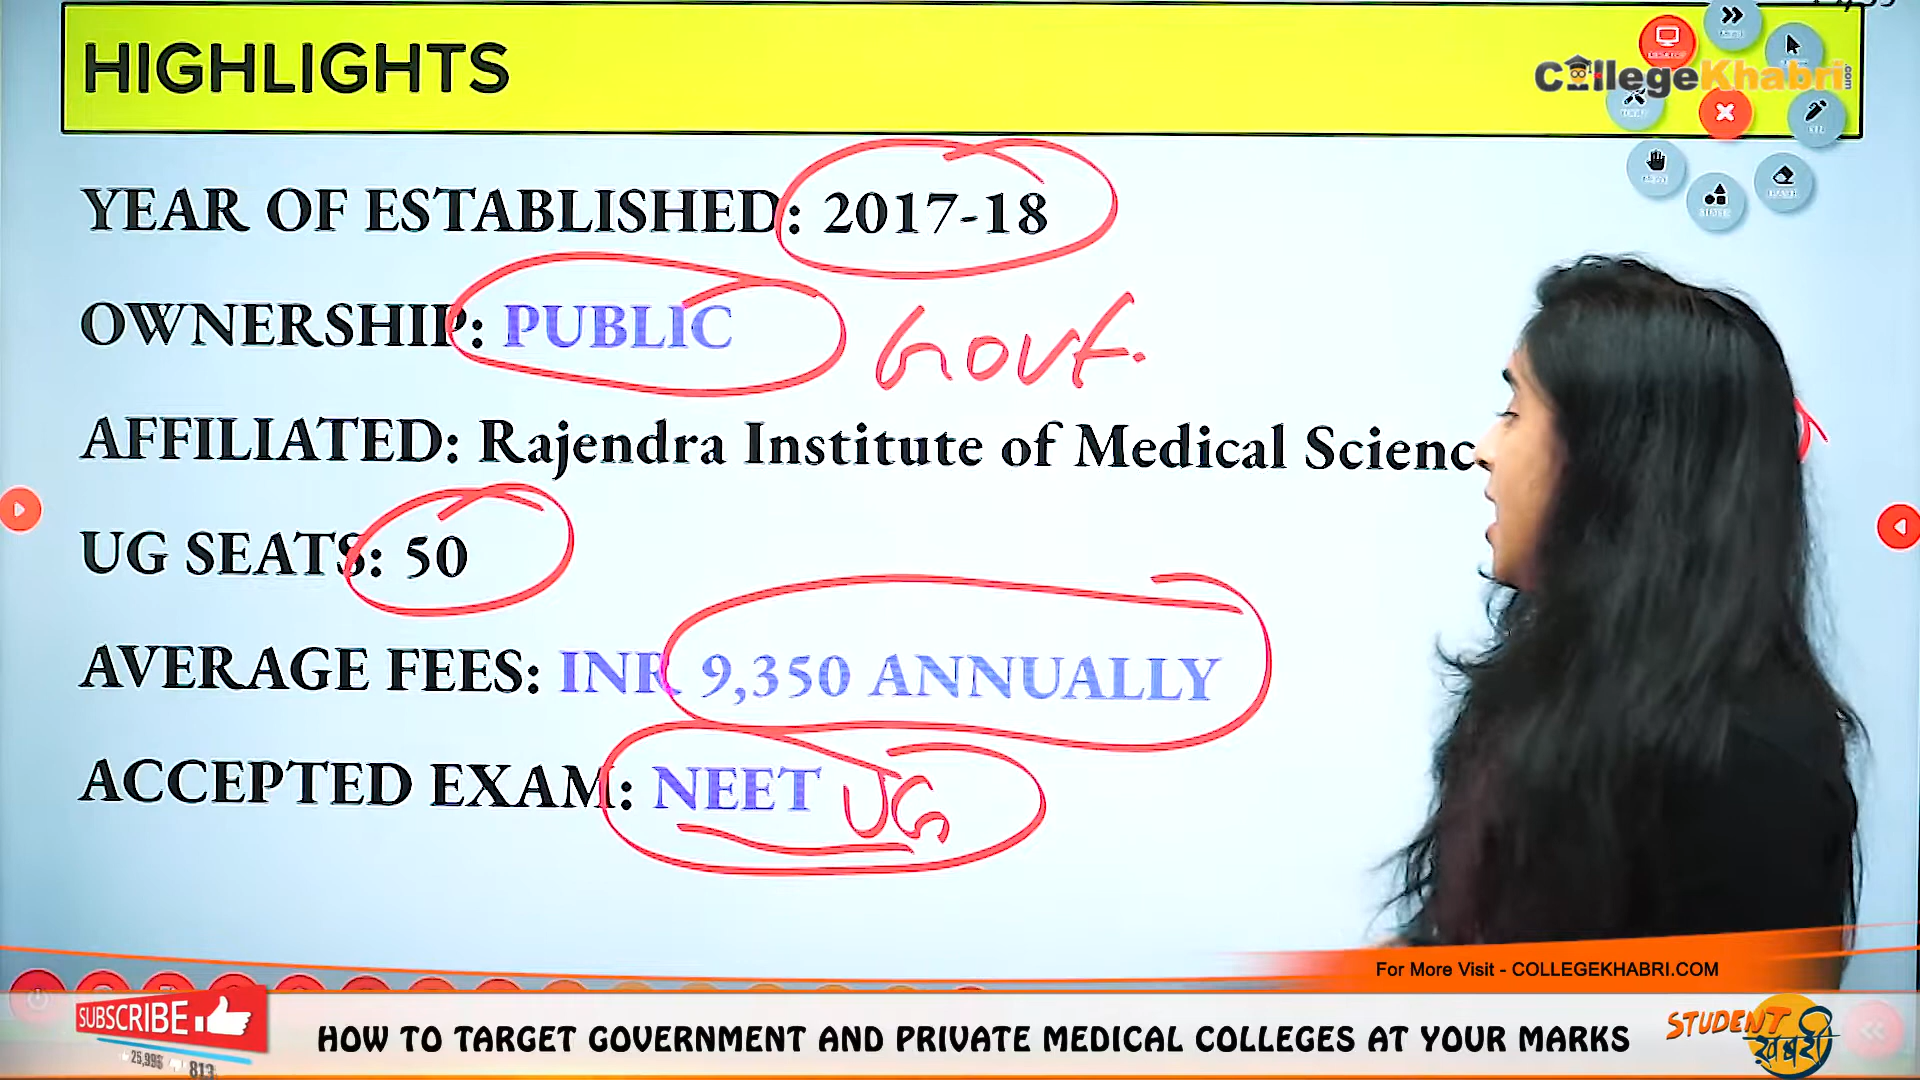 HIGHLIGHTS
CollegeKhabri.com
YEAR OF ESTABLISHED: 2017-18
OWNERSHIP: PUBLIC Govt.
AFFILIATED: Rajendra Institute of Medical Scienc
UG SEATS: 50
AVERAGE FEES: INR 9,350 ANNUALLY
ACCEPTED EXAM: NEET UG
For More Visit - COLLEGEKHABRI.COM
SUBSCRIBE
HOW TO TARGET GOVERNMENT AND PRIVATE MEDICAL COLLEGES AT YOUR MARKS
STUDENT
खबरी
813